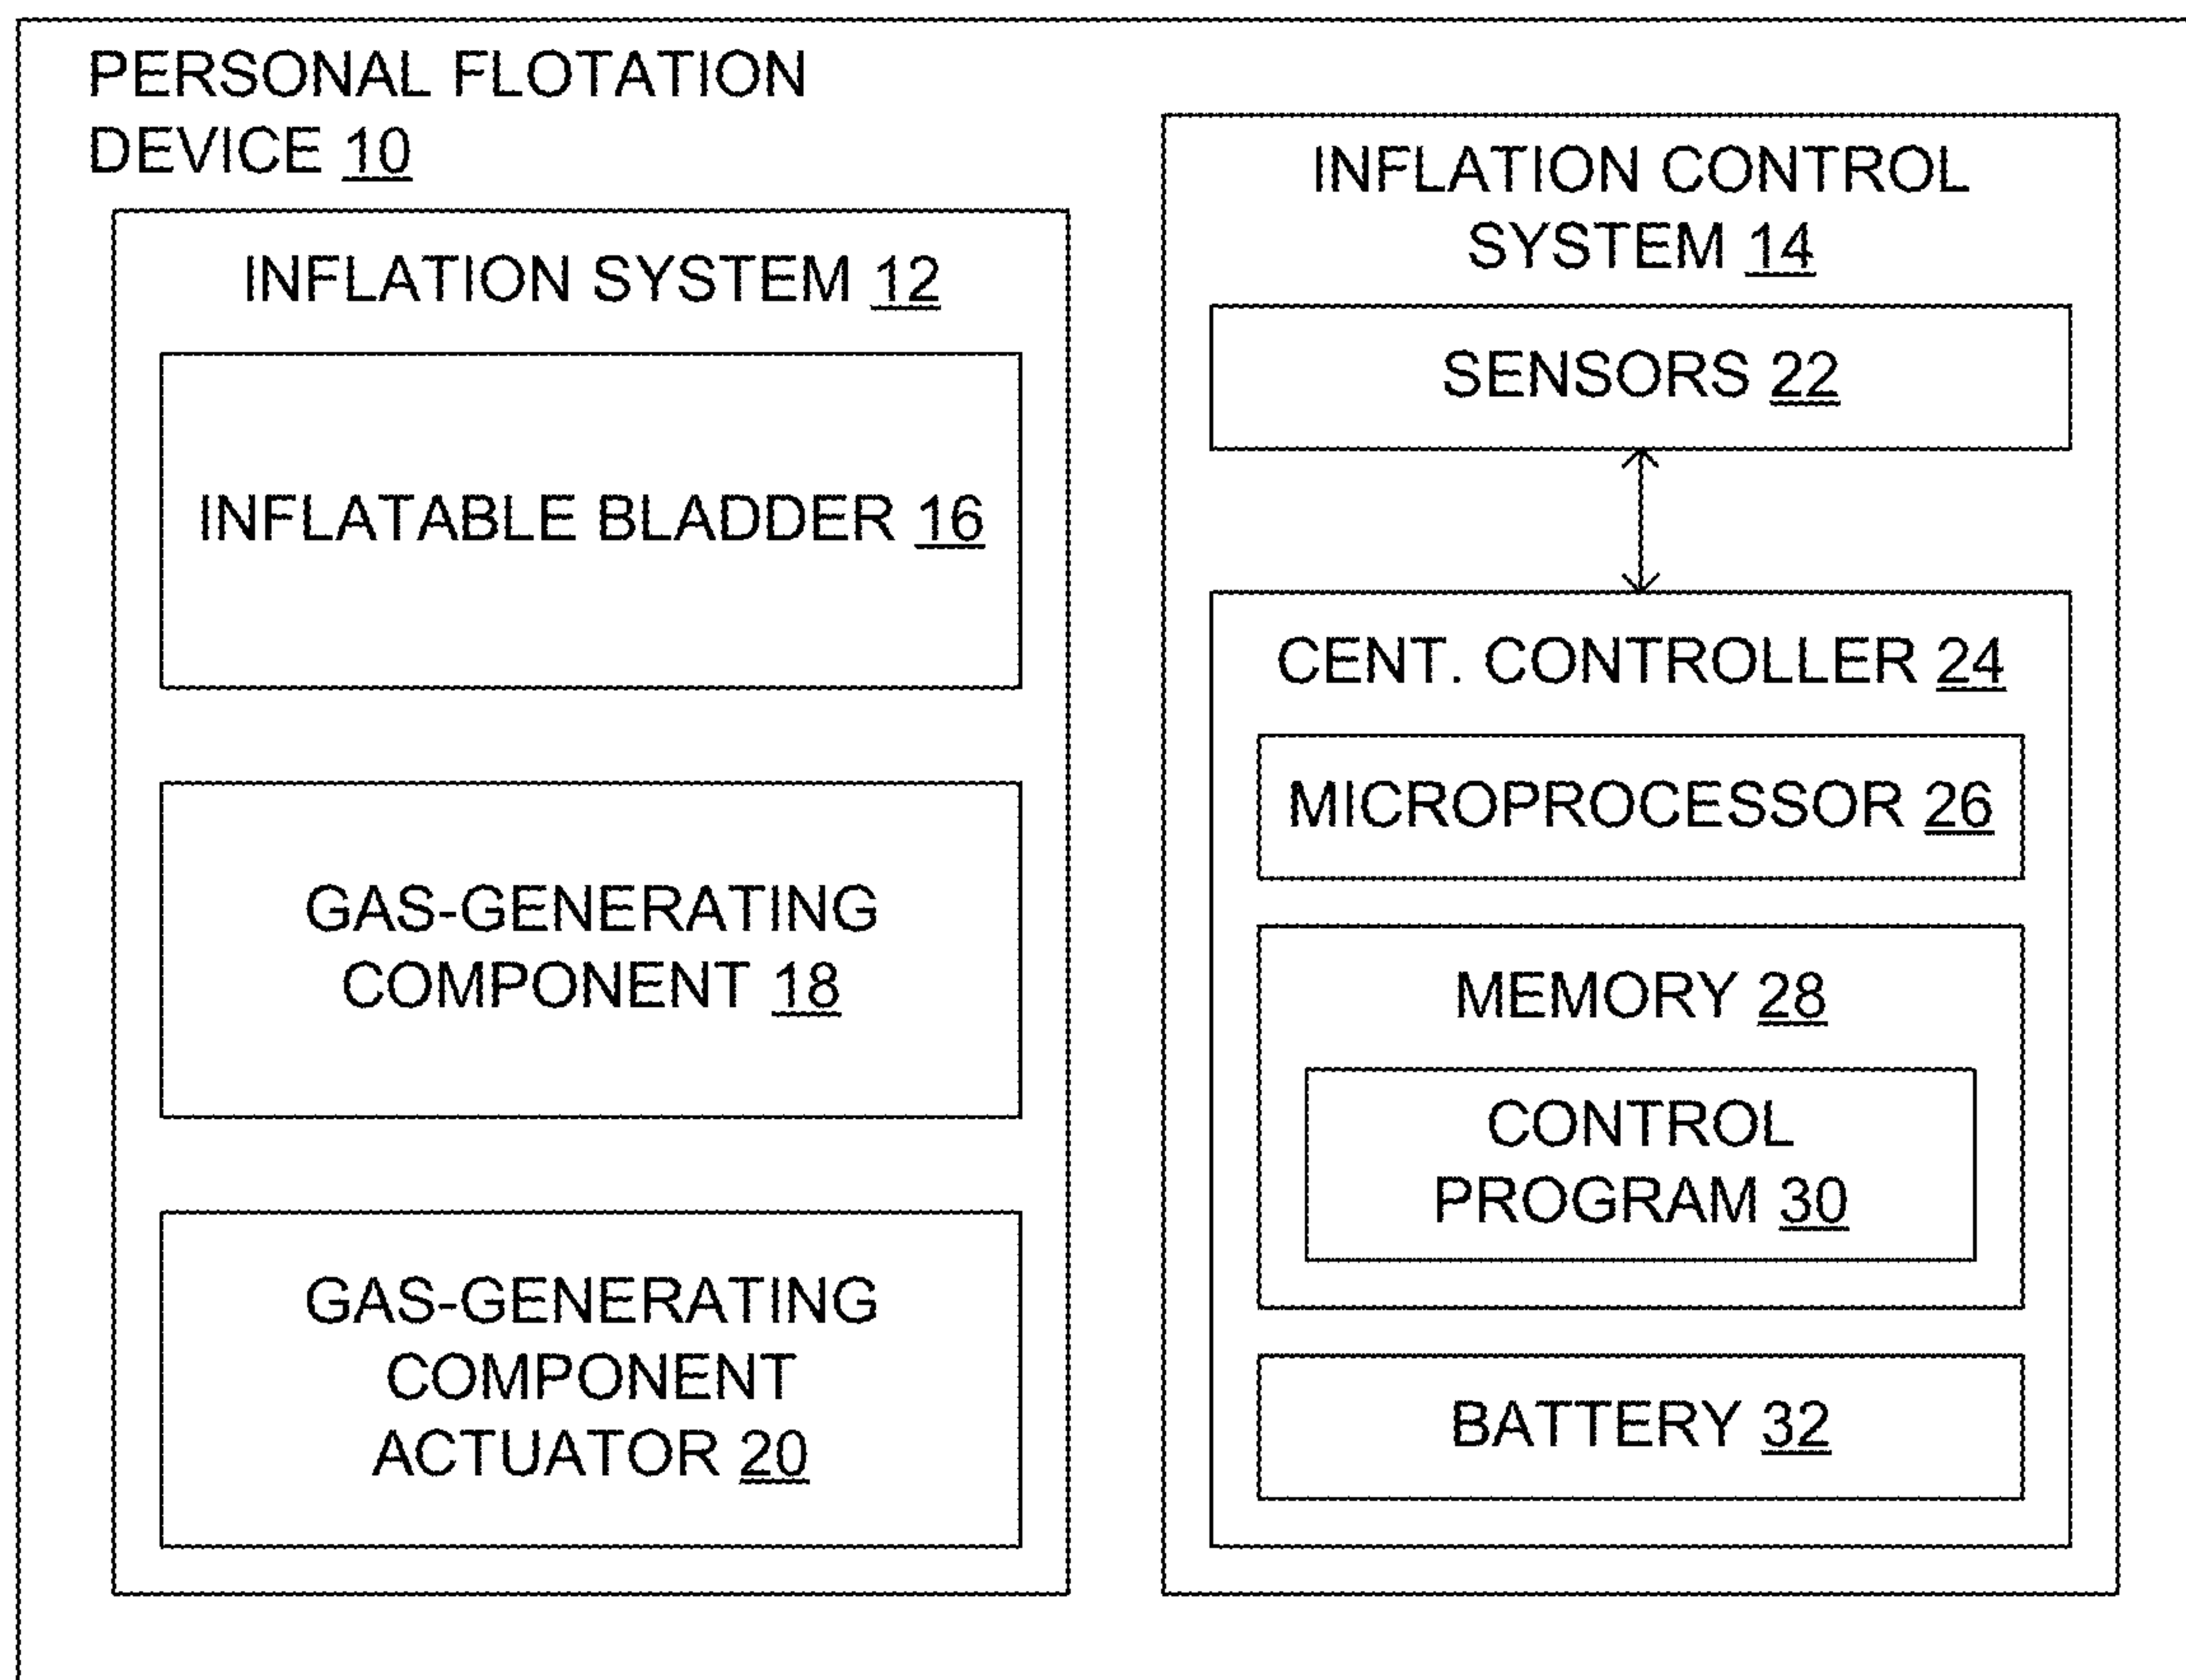 PERSONAL FLOTATION
DEVICE 10
INFLATION SYSTEM 12
INFLATABLE BLADDER 16
GAS-GENERATING
COMPONENT 18
GAS-GENERATING
COMPONENT
ACTUATOR 20
INFLATION CONTROL
SYSTEM 14
SENSORS 22
CENT. CONTROLLER 24
MICROPROCESSOR 26
MEMORY 28
CONTROL
PROGRAM 30
BATTERY 32